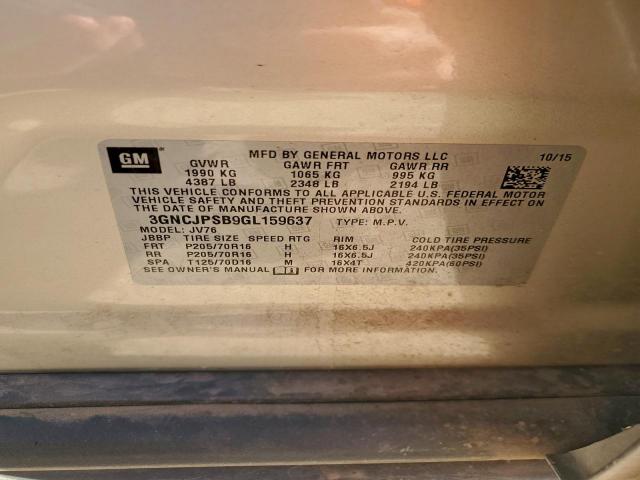 GM
MFD BY GENERAL MOTORS LLC 10/15
GVWR GAWR FRT GAWR RR
1990 KG 1065 KG 995 KG
4387 LB 2348 LB 2194 LB
THIS VEHICLE CONFORMS TO ALL APPLICABLE U.S. FEDERAL MOTOR
VEHICLE SAFETY AND THEFT PREVENTION STANDARDS IN EFFECT ON
THE DATE OF MANUFACTURE SHOWN ABOVE.
3GNCJPSB9GL159637 TYPE: M.P.V.
MODEL: JV76
JBBP TIRE SIZE SPEED RTG RIM COLD TIRE PRESSURE
FRT P205/70R16 H 16X6.5J 240KPA(35PSI)
RR P205/70R16 H 16X6.5J 240KPA(35PSI)
SPA T125/70D16 M 16X4T 420KPA(60PSI)
SEE OWNER'S MANUAL FOR ADDITIONAL INFORMATION.